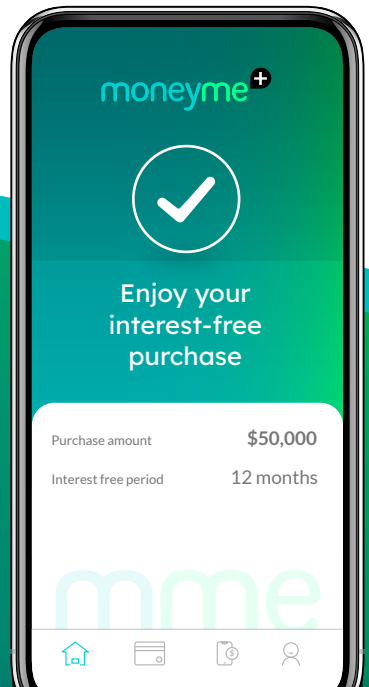 moneyme+
Enjoy your
interest-free
purchase
Purchase amount $50,000
Interest free period 12 months
mme
$